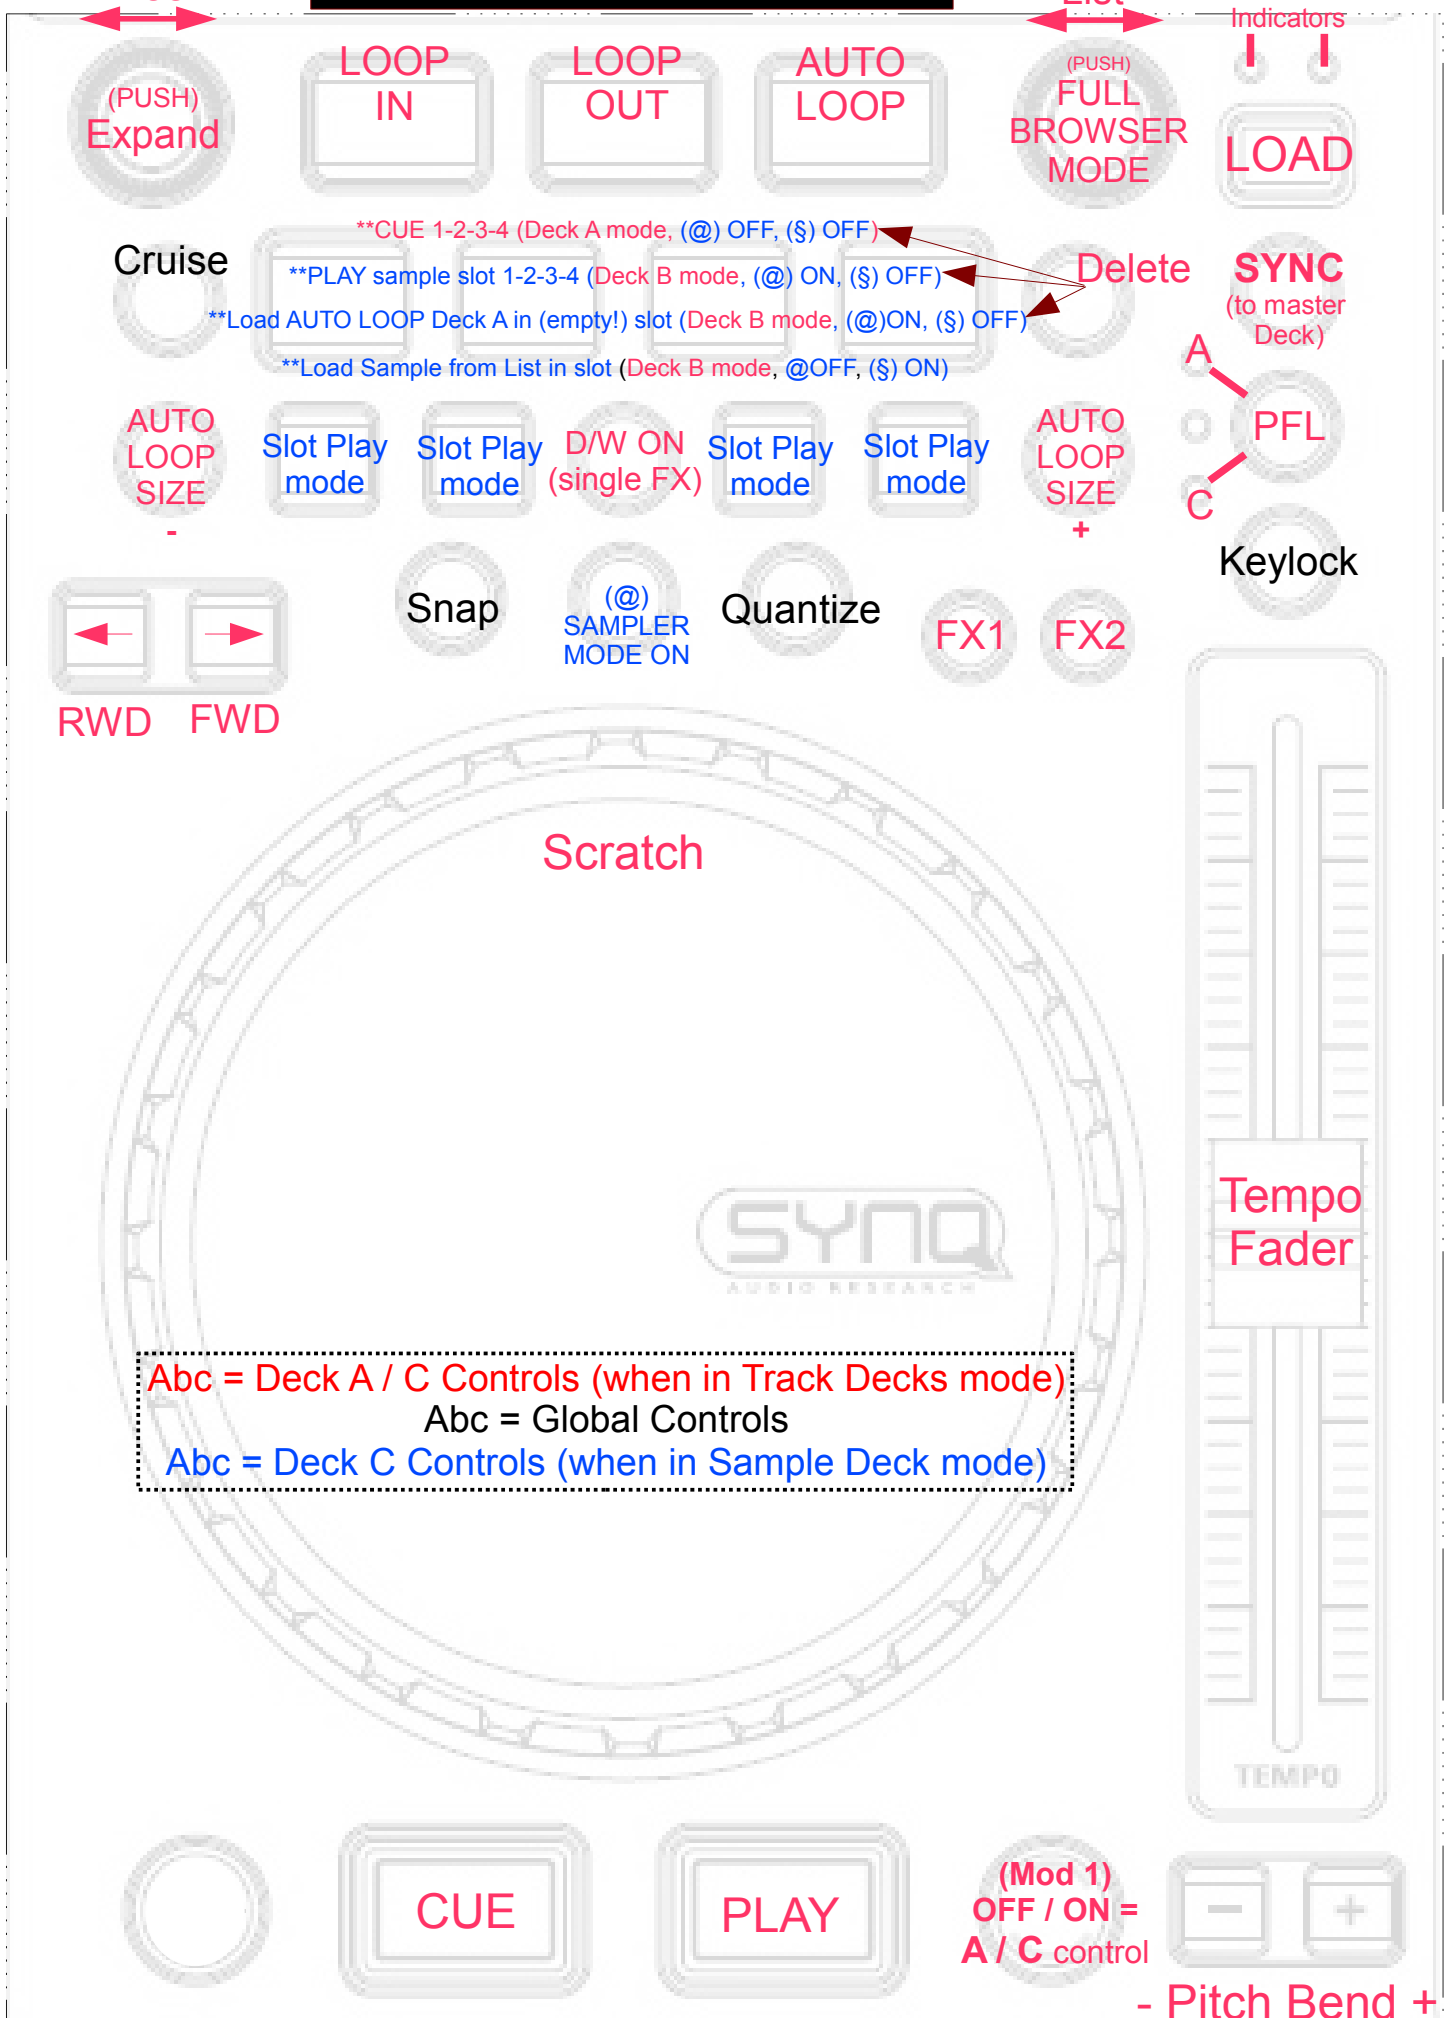 List
Indicators
(PUSH)
Expand
LOOP
IN
LOOP
OUT
AUTO
LOOP
(PUSH)
FULL
BROWSER
MODE
LOAD
Cruise
**CUE 1-2-3-4 (Deck A mode, (@) OFF, (§) OFF)
**PLAY sample slot 1-2-3-4 (Deck B mode, (@) ON, (§) OFF)
**Load AUTO LOOP Deck A in (empty!) slot (Deck B mode, (@)ON, (§) OFF)
**Load Sample from List in slot (Deck B mode, @OFF, (§) ON)
Delete
SYNC
(to master
Deck)
A
PFL
C
AUTO
LOOP
SIZE
-
Slot Play
mode
Slot Play
mode
D/W ON
(single FX)
Slot Play
mode
Slot Play
mode
AUTO
LOOP
SIZE
+
Keylock
Snap
(@)
SAMPLER
MODE ON
Quantize
FX1
FX2
RWD
FWD
Scratch
SYNQ
AUDIO RESEARCH
Tempo
Fader
Abc = Deck A / C Controls (when in Track Decks mode)
Abc = Global Controls
Abc = Deck C Controls (when in Sample Deck mode)
TEMPO
CUE
PLAY
(Mod 1)
OFF / ON =
A / C control
- +
- Pitch Bend +